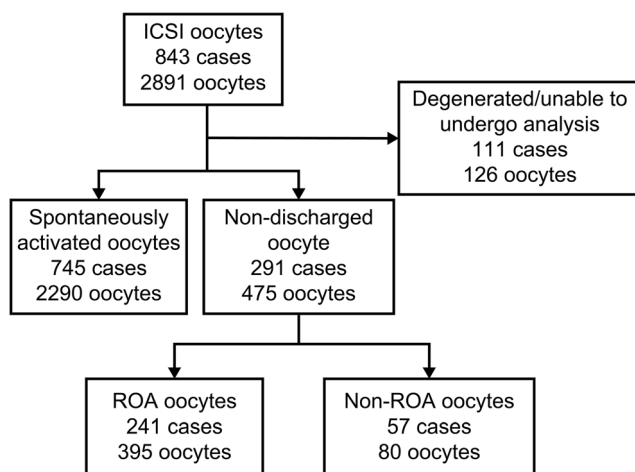 ICSI oocytes
843 cases
2891 oocytes
Degenerated/unable to
undergo analysis
111 cases
126 oocytes
Spontaneously
activated oocytes
745 cases
2290 oocytes
Non-discharged
oocyte
291 cases
475 oocytes
ROA oocytes
241 cases
395 oocytes
Non-ROA oocytes
57 cases
80 oocytes